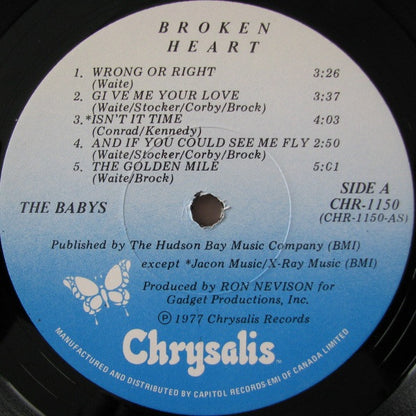 BROKEN
HEART
1. WRONG OR RIGHT 3:26
(Waite)
2. GIVE ME YOUR LOVE 3:37
(Waite/Stocker/Corby/Brock)
3.*ISN'T IT TIME 4:03
(Conrad/Kennedy)
4. AND IF YOU COULD SEE ME FLY 2:50
(Waite/Stocker/Corby/Brock)
5. THE GOLDEN MILE 5:01
(Waite/Brock)
SIDE A
THE BABYS CHR-1150
(CHR-1150-AS)
Published by The Hudson Bay Music Company (BMI)
except *Jacon Music/X-Ray Music (BMI)
Produced by RON NEVISON for
Gadget Productions, Inc.
Ⓟ 1977 Chrysalis Records
Chrysalis TM
MANUFACTURED AND DISTRIBUTED BY CAPITOL RECORDS EMI OF CANADA LIMITED